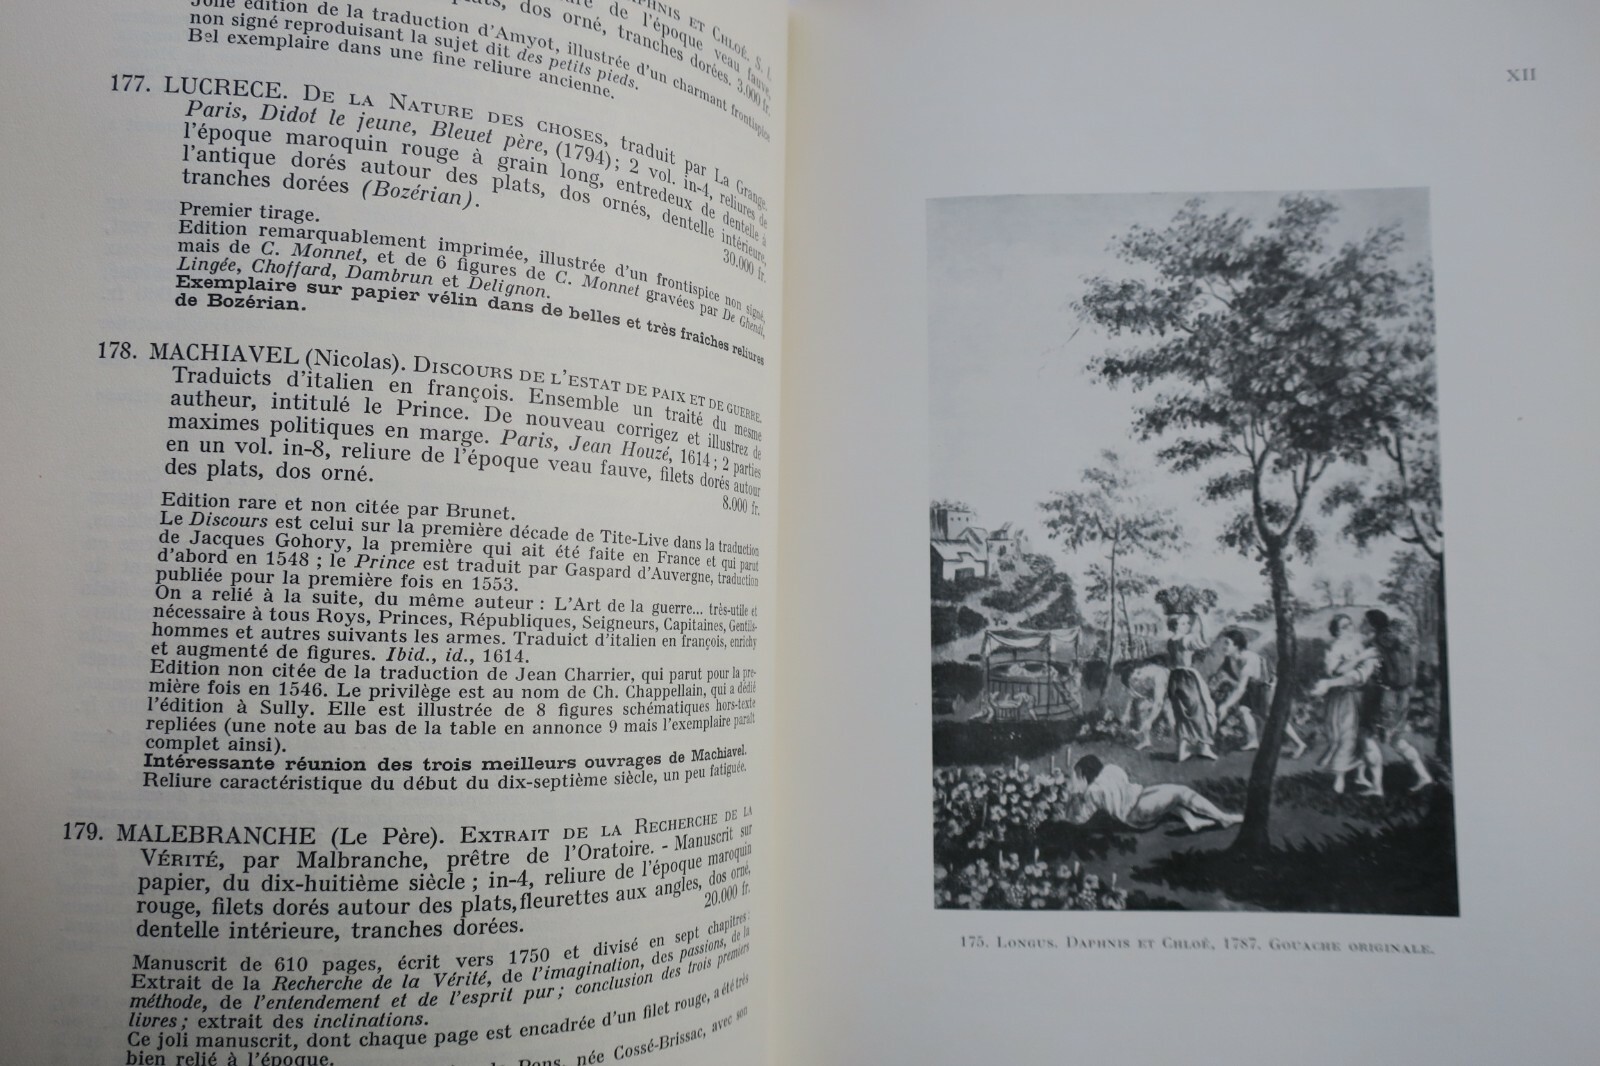 DAPHNIS ET CHLOÉ. S. l.
de l'époque veau fauve,
plats, dos orné, tranches dorées. 3.000 fr.
Jolie édition de la traduction d'Amyot, illustrée d'un charmant frontispice
non signé reproduisant la sujet dit des petits pieds.
Bel exemplaire dans une fine reliure ancienne.
177. LUCRECE. DE LA NATURE DES CHOSES, traduit par La Grange.
Paris, Didot le jeune, Bleuet père, (1794) ; 2 vol. in-4, reliures de
l'époque maroquin rouge à grain long, entredeux de dentelle à
l'antique dorés autour des plats, dos ornés, dentelle intérieure,
tranches dorées (Bozérian). 30.000 fr.
Premier tirage.
Edition remarquablement imprimée, illustrée d'un frontispice non signé,
mais de C. Monnet, et de 6 figures de C. Monnet gravées par De Ghendt,
Lingée, Choffard, Dambrun et Delignon.
Exemplaire sur papier vélin dans de belles et très fraîches reliures
de Bozérian.
178. MACHIAVEL (Nicolas). DISCOURS DE L'ESTAT DE PAIX ET DE GUERRE.
Traduicts d'italien en françois. Ensemble un traité du mesme
autheur, intitulé le Prince. De nouveau corrigez et illustrez de
maximes politiques en marge. Paris, Jean Houzé, 1614 ; 2 parties
en un vol. in-8, reliure de l'époque veau fauve, filets dorés autour
des plats, dos orné. 8.000 fr.
Edition rare et non citée par Brunet.
Le Discours est celui sur la première décade de Tite-Live dans la traduction
de Jacques Gohory, la première qui ait été faite en France et qui parut
d'abord en 1548 ; le Prince est traduit par Gaspard d'Auvergne, traduction
publiée pour la première fois en 1553.
On a relié à la suite, du même auteur : L'Art de la guerre... très-utile et
nécessaire à tous Roys, Princes, Républiques, Seigneurs, Capitaines, Gentils-
hommes et autres suivants les armes. Traduict d'italien en françois, enrichy
et augmenté de figures. Ibid., id., 1614.
Edition non citée de la traduction de Jean Charrier, qui parut pour la pre-
mière fois en 1546. Le privilège est au nom de Ch. Chappellain, qui a dédié
l'édition à Sully. Elle est illustrée de 8 figures schématiques hors-texte
repliées (une note au bas de la table en annonce 9 mais l'exemplaire paraît
complet ainsi).
Intéressante réunion des trois meilleurs ouvrages de Machiavel.
Reliure caractéristique du début du dix-septième siècle, un peu fatiguée.
179. MALEBRANCHE (Le Père). EXTRAIT DE LA RECHERCHE DE LA
VÉRITÉ, par Malbranche, prêtre de l'Oratoire. - Manuscrit sur
papier, du dix-huitième siècle ; in-4, reliure de l'époque maroquin
rouge, filets dorés autour des plats, fleurettes aux angles, dos orné,
dentelle intérieure, tranches dorées. 20.000 fr.
Manuscrit de 610 pages, écrit vers 1750 et divisé en sept chapitres :
Extrait de la Recherche de la Vérité, de l'imagination, des passions, de la
méthode, de l'entendement et de l'esprit pur ; conclusion des trois premiers
livres ; extrait des inclinations.
Ce joli manuscrit, dont chaque page est encadrée d'un filet rouge, a été très
bien relié à l'époque.
de Pons, née Cossé-Brissac, avec son
XII
175. LONGUS. DAPHNIS ET CHLOÉ, 1787. GOUACHE ORIGINALE.